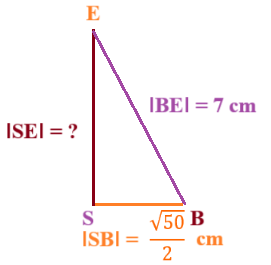 E
|BE| = 7 cm
|SE| = ?
S B
|SB| = √50/2 cm